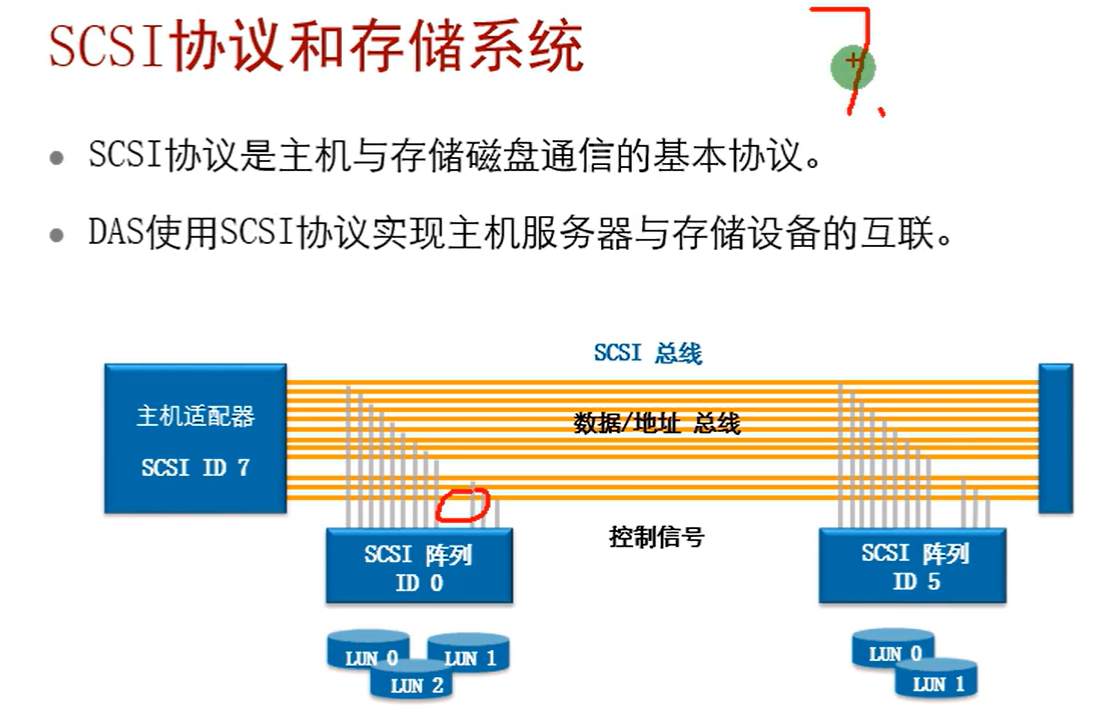 SCSI协议和存储系统
7、
SCSI协议是主机与存储磁盘通信的基本协议。
DAS使用SCSI协议实现主机服务器与存储设备的互联。
SCSI 总线
主机适配器
SCSI ID 7
数据/地址 总线
控制信号
SCSI 阵列
ID 0
SCSI 阵列
ID 5
LUN 0
LUN 1
LUN 2
LUN 0
LUN 1